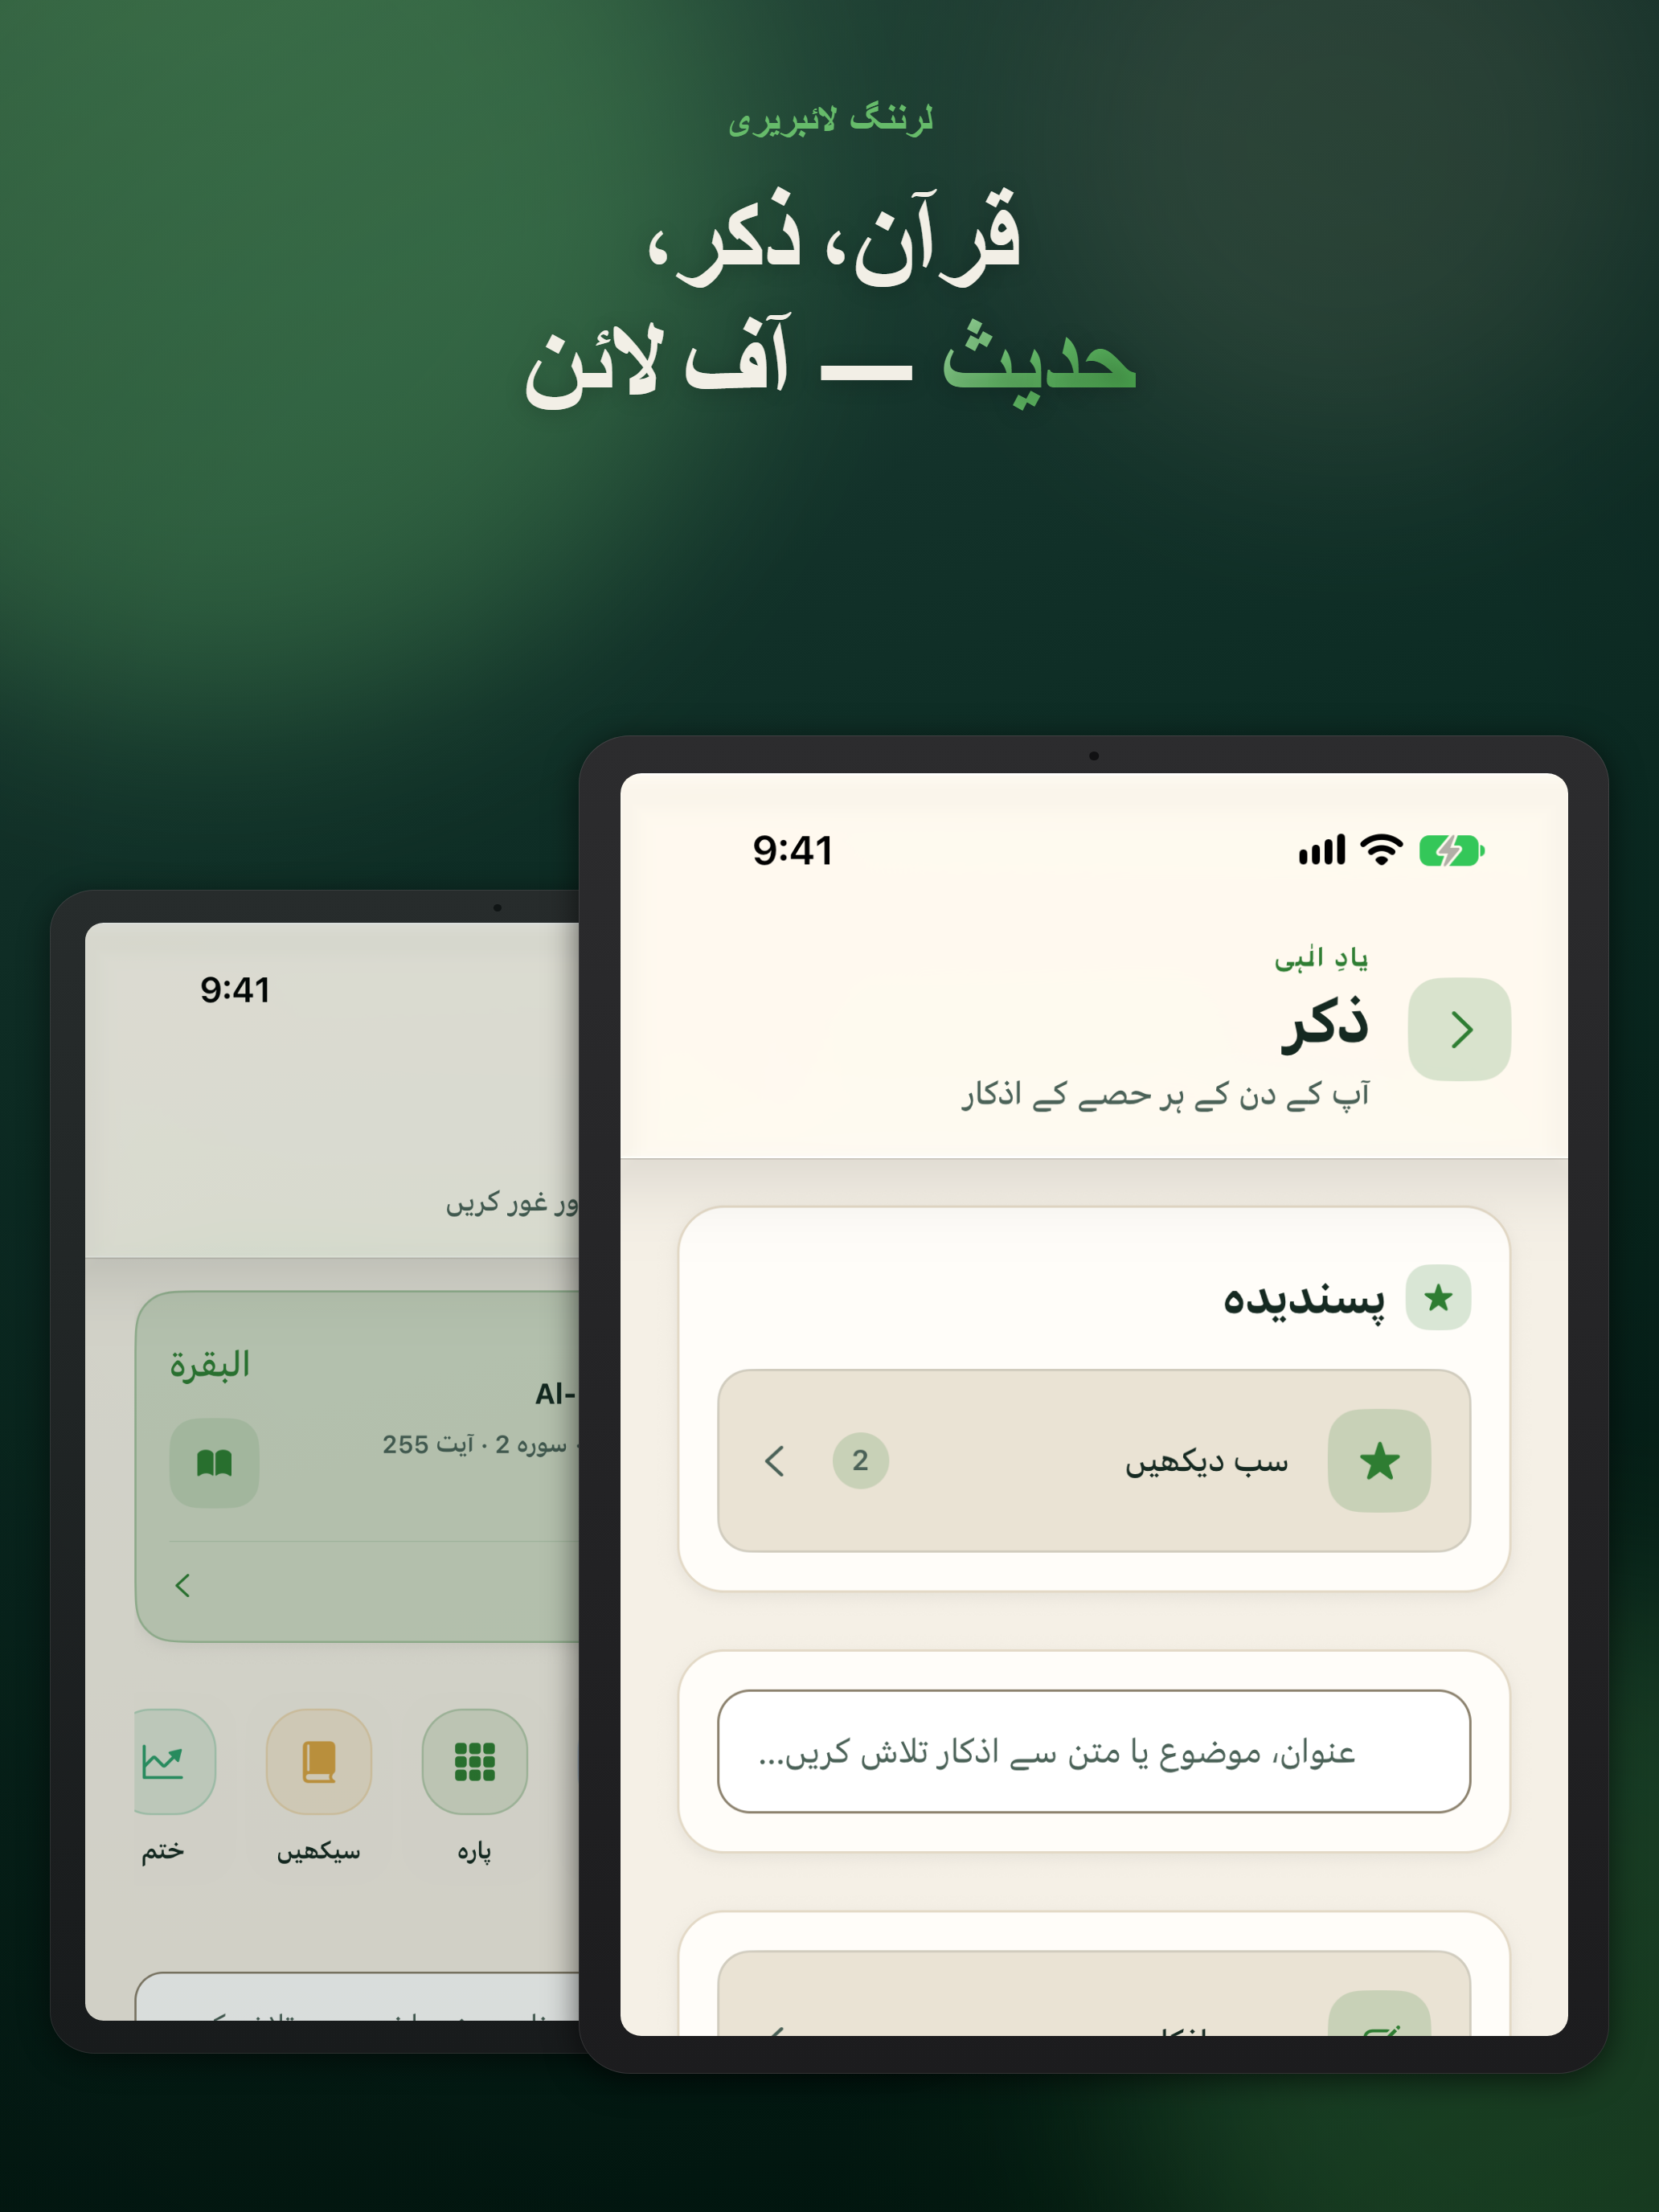 لرننگ لائبریری
قرآن، ذکر،
حدیث — آف لائن
9:41
یادِ الٰہی
ذکر
آپ کے دن کے ہر حصے کے اذکار
پسندیدہ
سب دیکھیں
2
عنوان، موضوع یا متن سے اذکار تلاش کریں...
9:41
غور کریں
البقرة
Al-
سورہ 2 · آیت 255
پارہ
سیکھیں
ختم